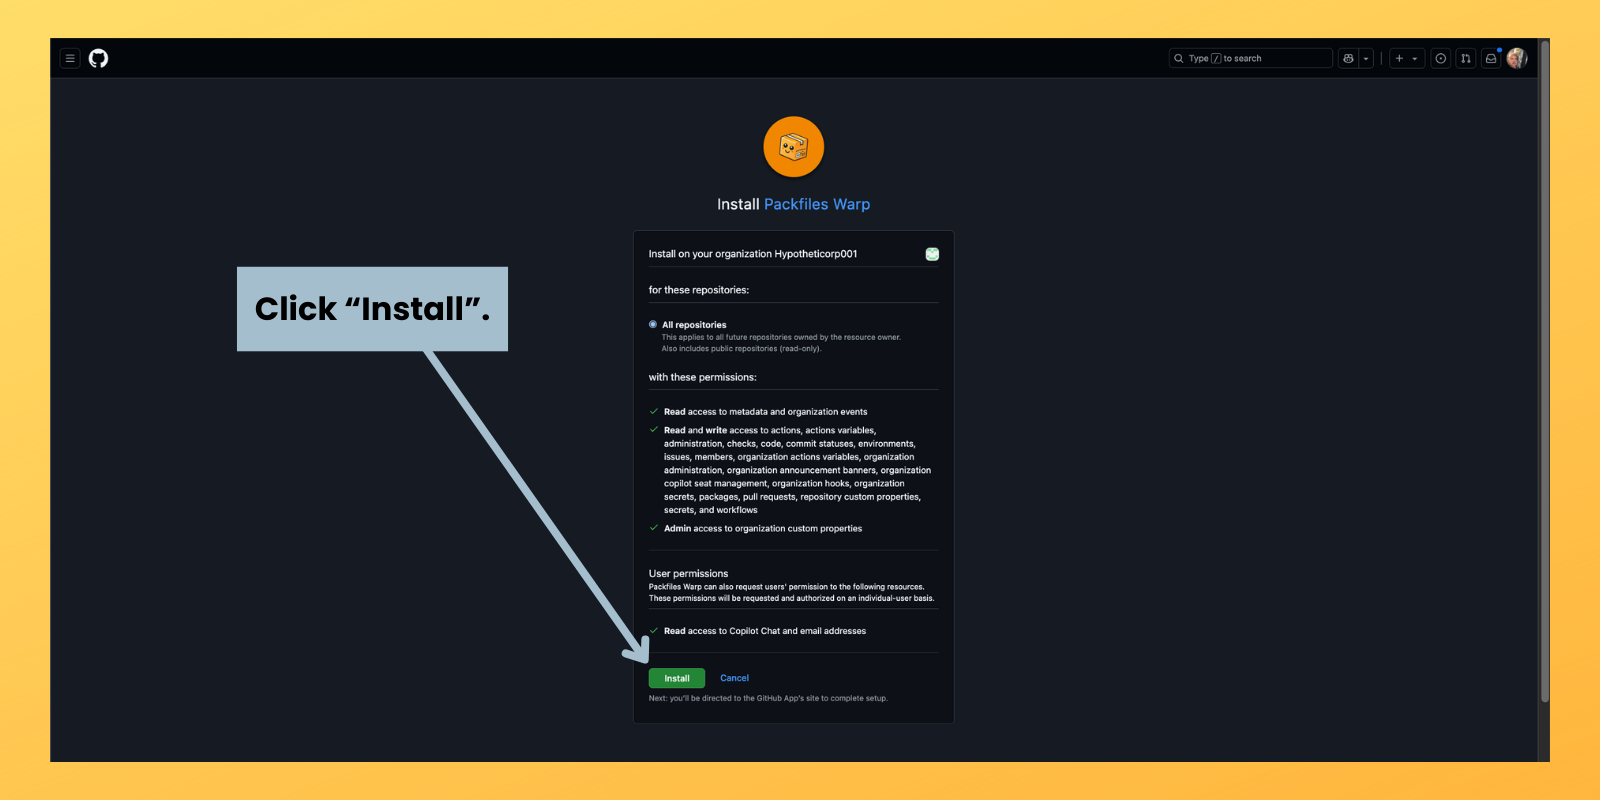 Type / to search
Install Packfiles Warp
Install on your organization Hypotheticorp001
for these repositories:
All repositories
This applies to all future repositories owned by the resource owner.
Also includes public repositories (read-only).
Click “Install”.
with these permissions:
Read access to metadata and organization events
Read and write access to actions, actions variables,
administration, checks, code, commit statuses, environments,
issues, members, organization actions variables, organization
administration, organization announcement banners, organization
copilot seat management, organization hooks, organization
secrets, packages, pull requests, repository custom properties,
secrets, and workflows
Admin access to organization custom properties
User permissions
Packfiles Warp can also request users' permission to the following resources.
These permissions will be requested and authorized on an individual-user basis.
Read access to Copilot Chat and email addresses
Install Cancel
Next: you'll be directed to the GitHub App's site to complete setup.